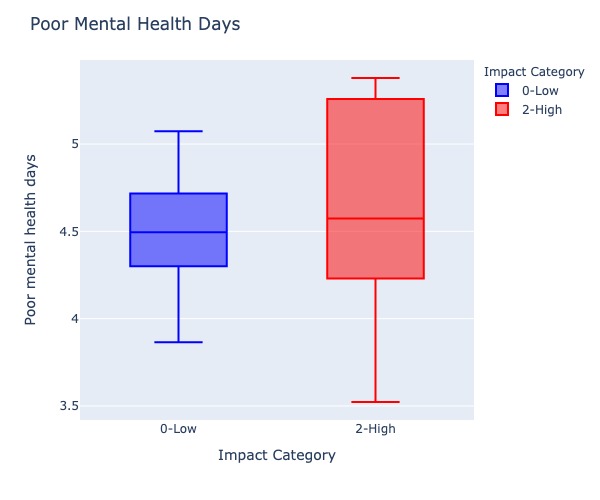 Poor Mental Health Days
Impact Category
0-Low
2-High
Poor mental health days
5
4.5
4
3.5
0-Low
2-High
Impact Category